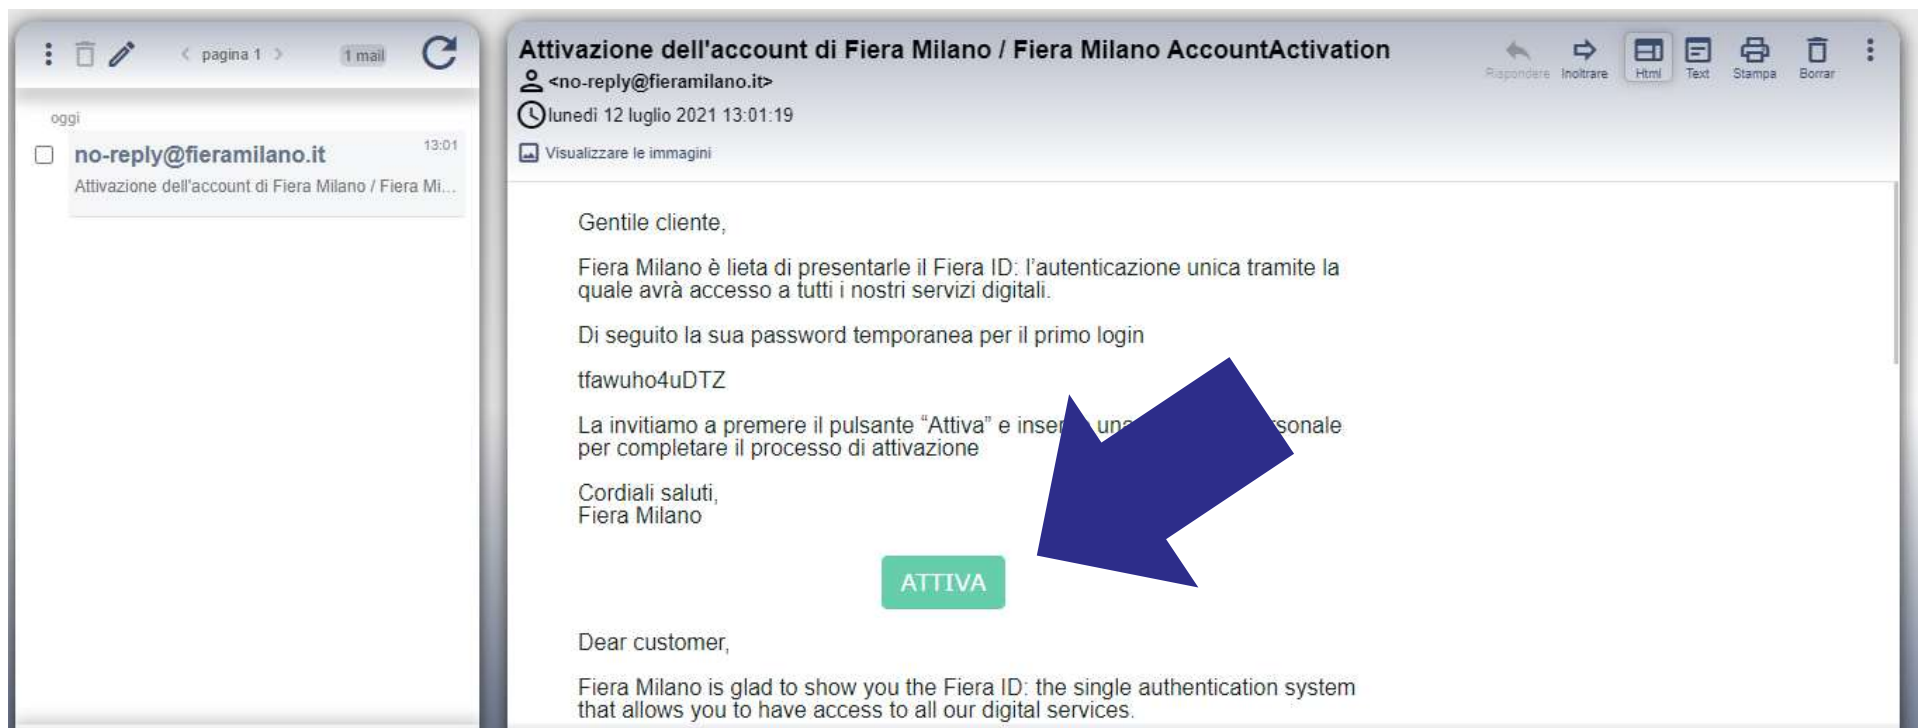 pagina 1
1 mail
oggi
no-reply@fieramilano.it
13:01
Attivazione dell'account di Fiera Milano / Fiera Mi...
Attivazione dell'account di Fiera Milano / Fiera Milano AccountActivation
Rispondere Inoltrare Html Text Stampa Borrar
<no-reply@fieramilano.it>
lunedì 12 luglio 2021 13:01:19
Visualizzare le immagini
Gentile cliente,
Fiera Milano è lieta di presentarle il Fiera ID: l'autenticazione unica tramite la
quale avrà accesso a tutti i nostri servizi digitali.
Di seguito la sua password temporanea per il primo login
tfawuho4uDTZ
La invitiamo a premere il pulsante “Attiva” e
per completare il processo di attivazione
Cordiali saluti,
Fiera Milano
ATTIVA
Dear customer,
Fiera Milano is glad to show you the Fiera ID: the single authentication system
that allows you to have access to all our digital services.